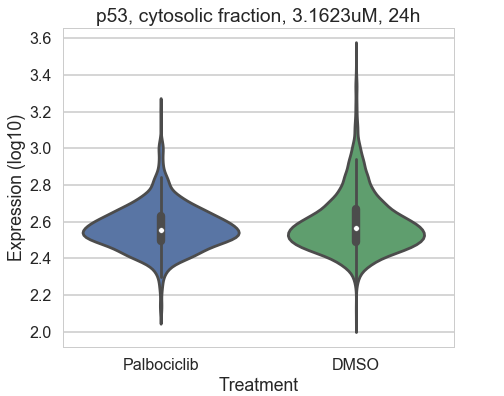 p53, cytosolic fraction, 3.1623uM, 24h
Expression (log10)
3.6
3.4
3.2
3.0
2.8
2.6
2.4
2.2
2.0
Palbociclib DMSO
Treatment